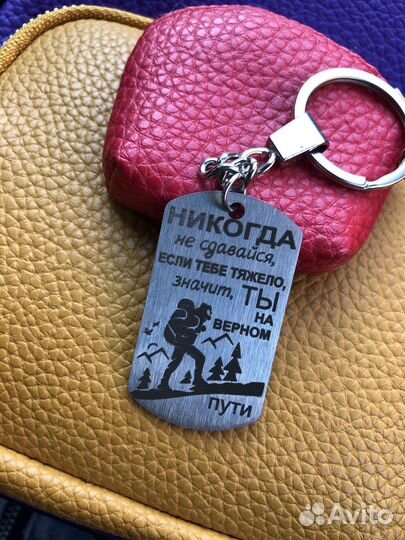 НИКОГДА
не сдавайся,
ЕСЛИ ТЕБЕ ТЯЖЕЛО,
значит, ТЫ
НА
ВЕРНОМ
пути
Avito